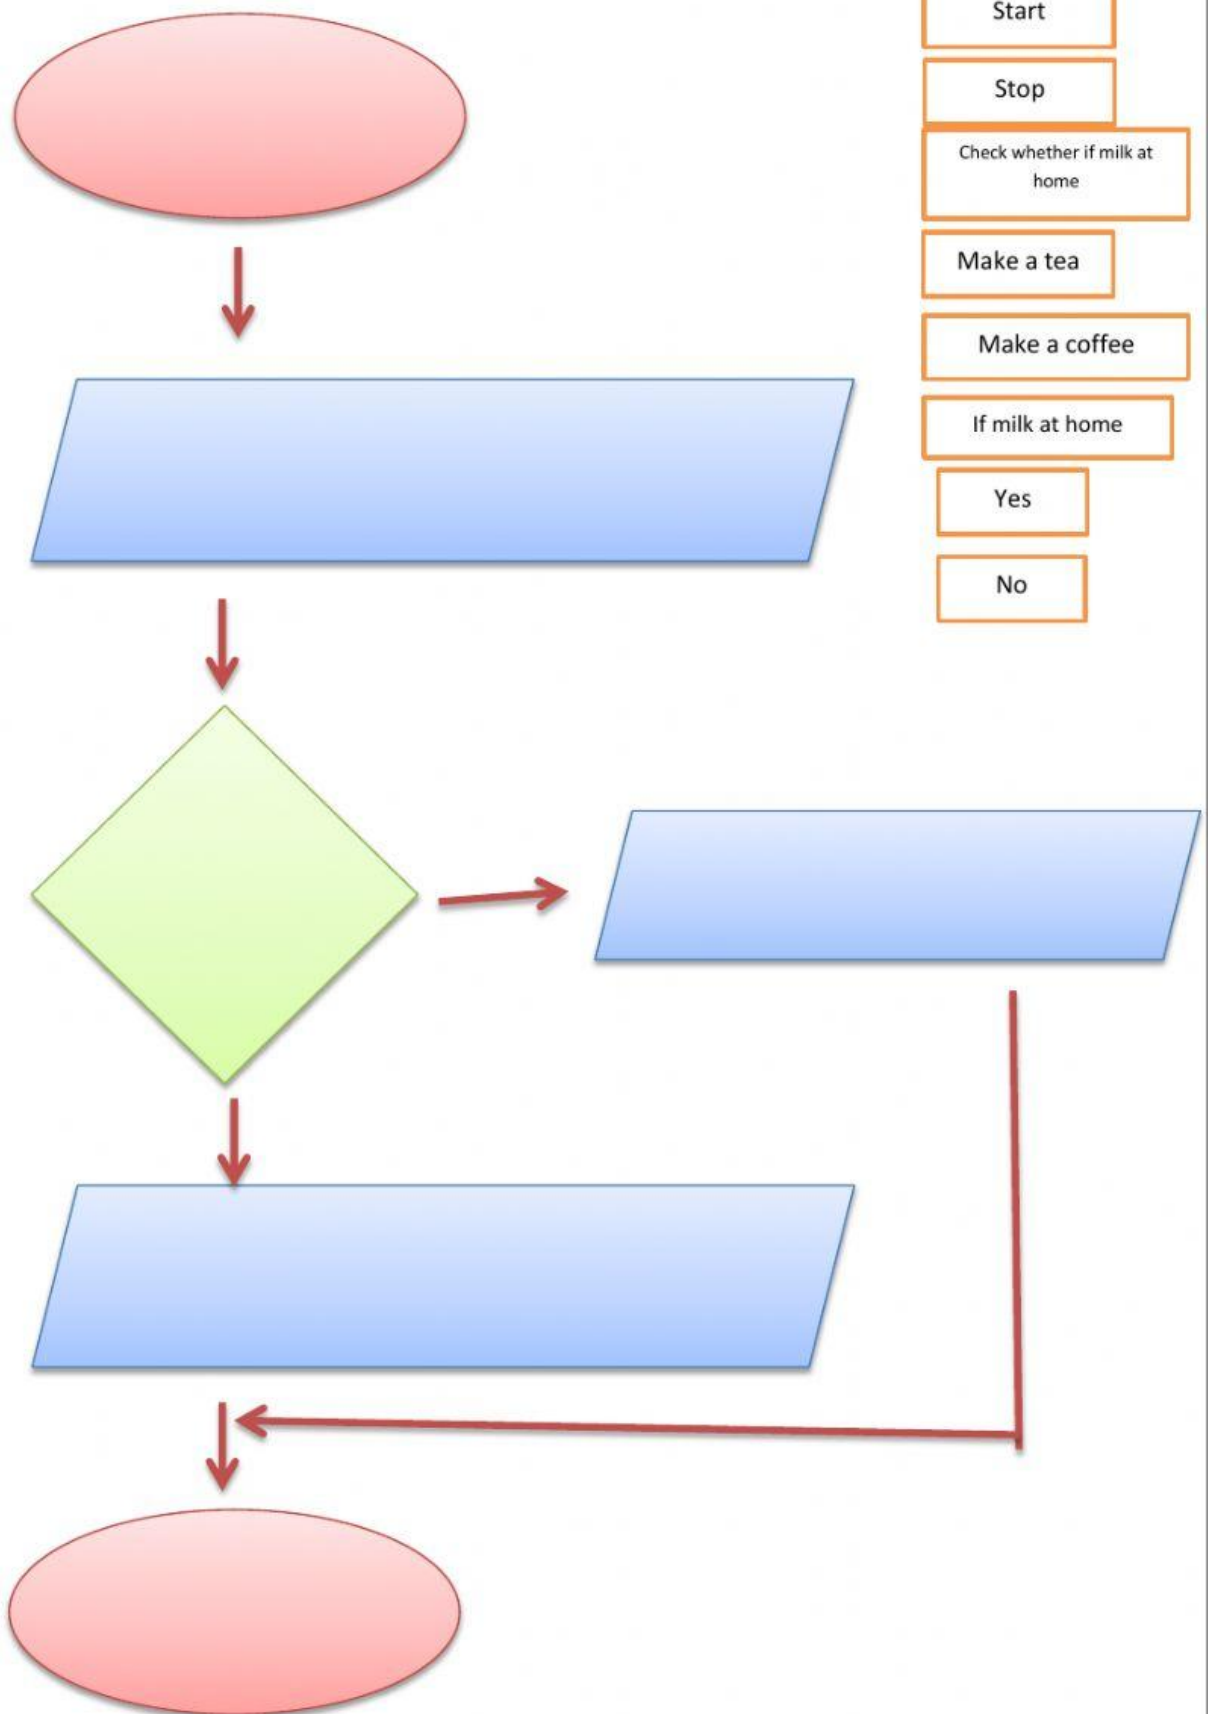 Start
Stop
Check whether if milk at
home
Make a tea
Make a coffee
If milk at home
Yes
No